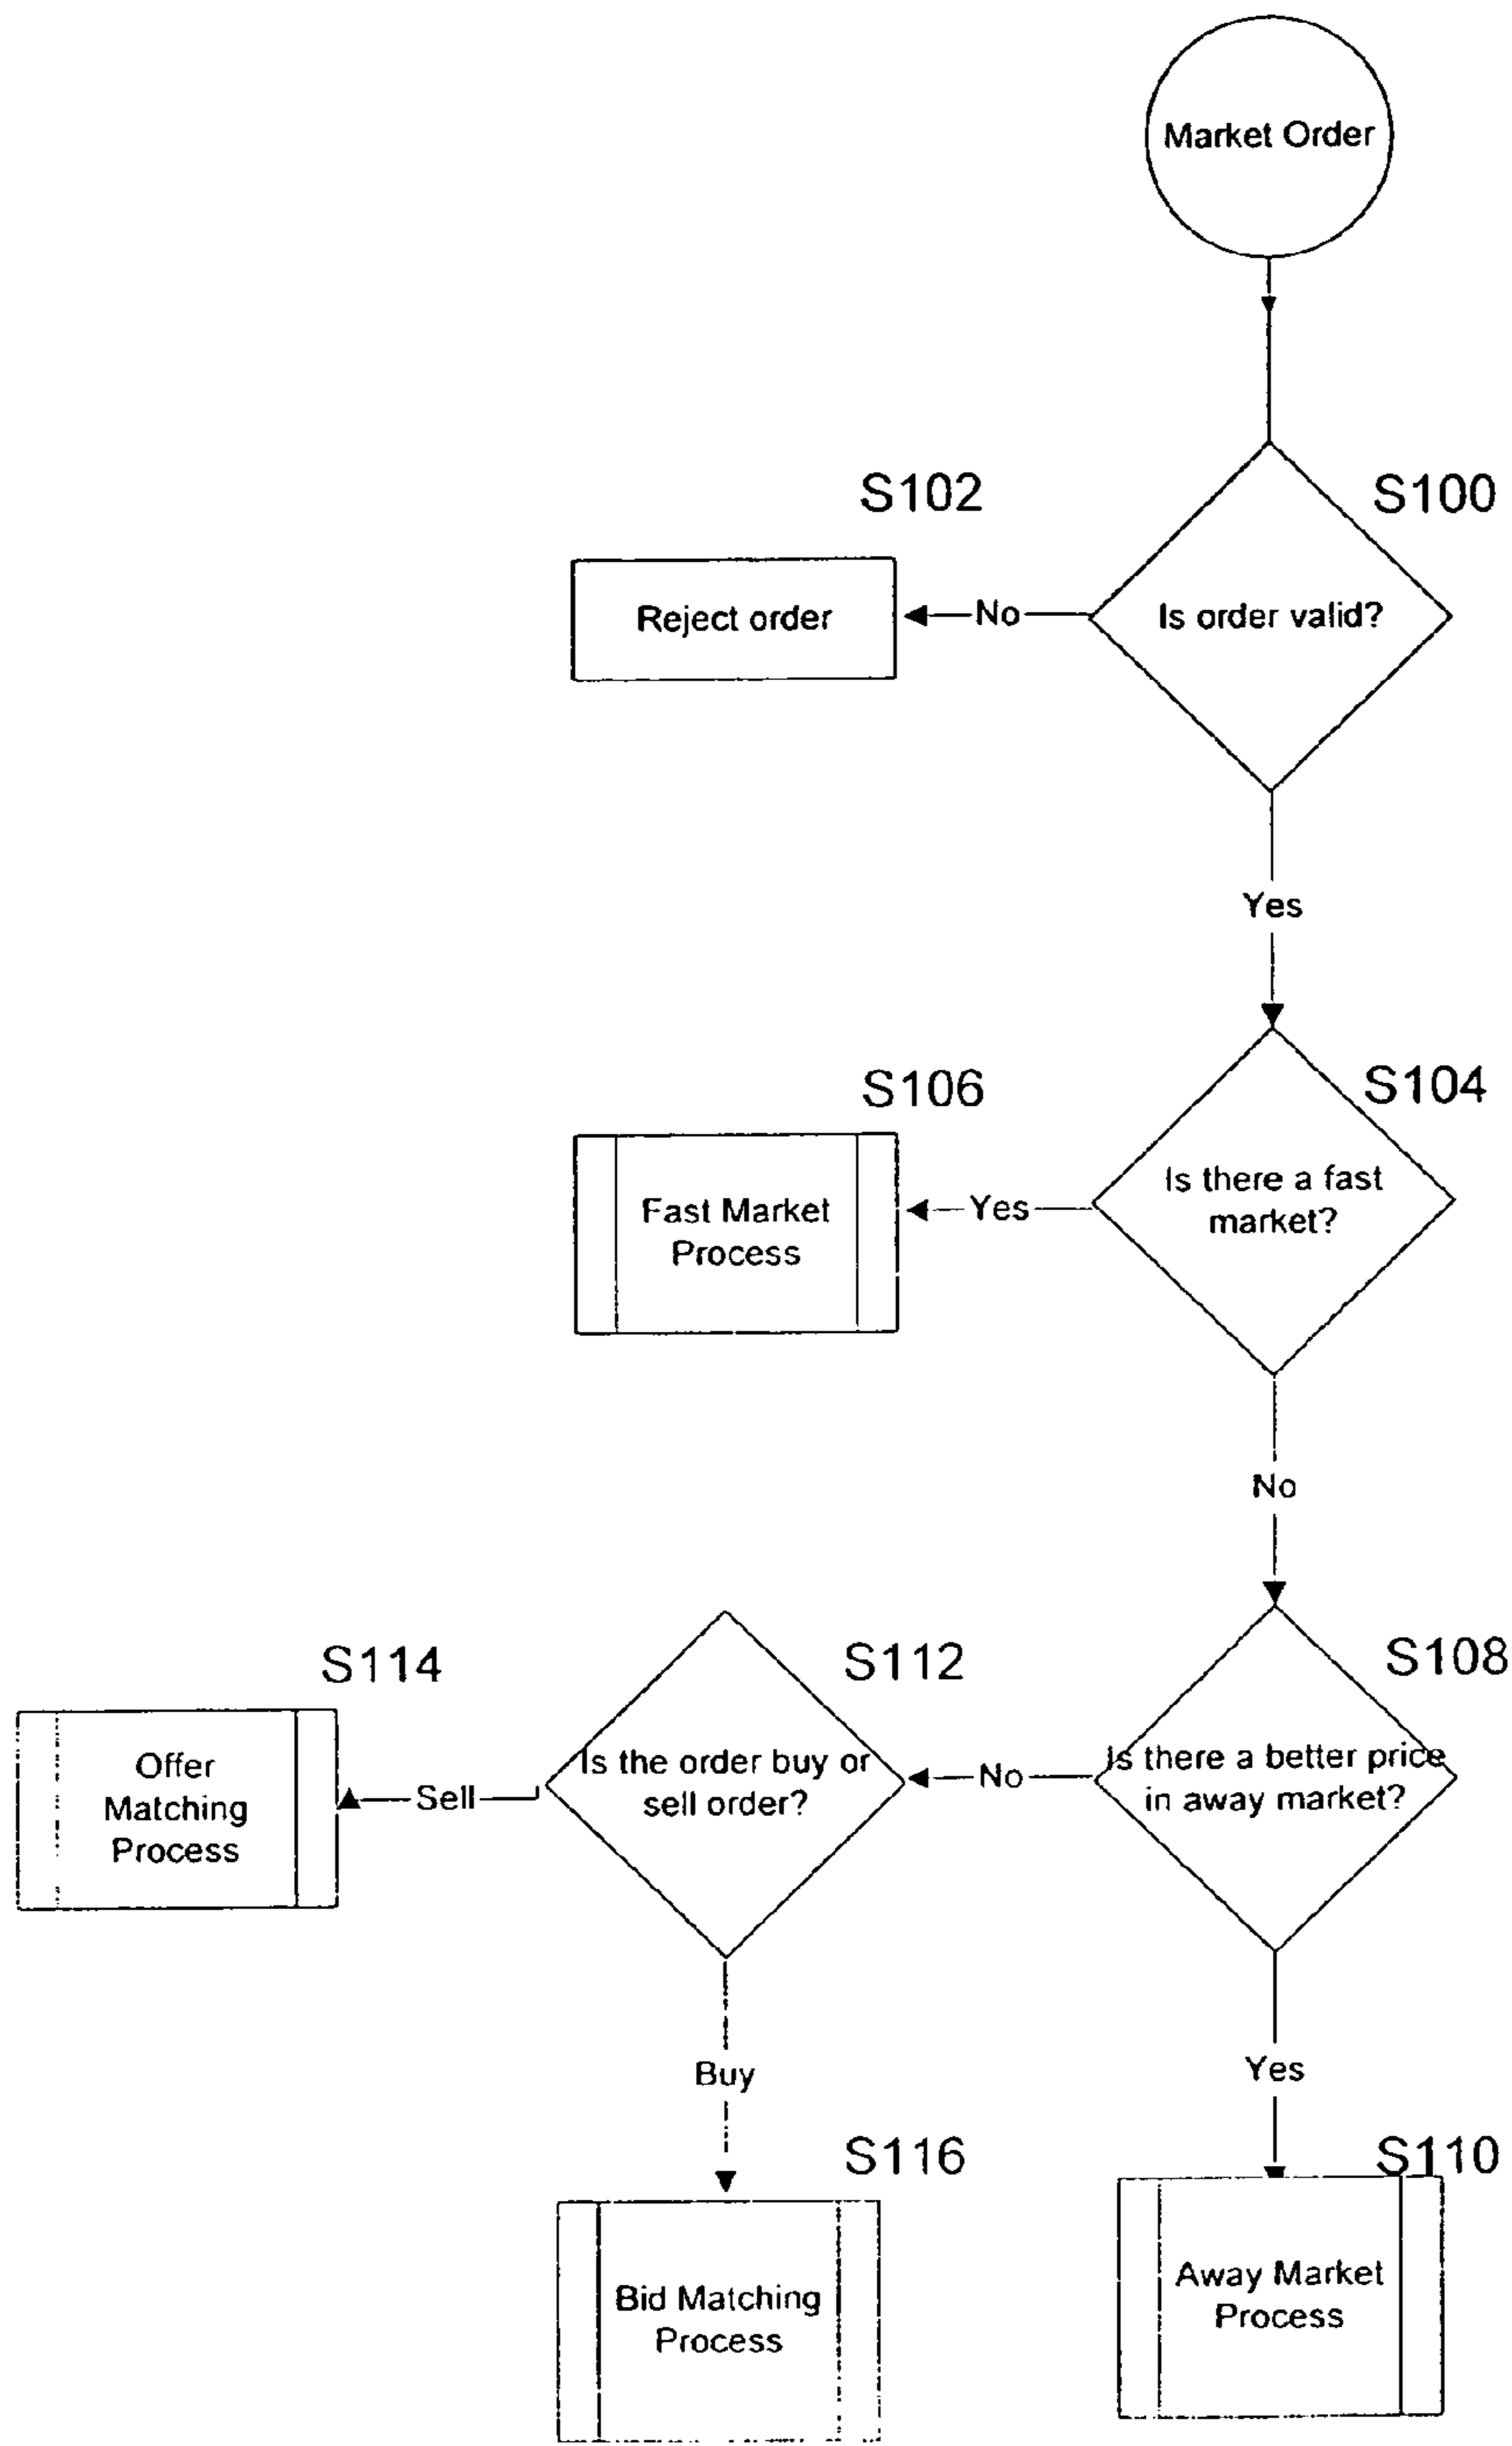 Market Order
S102
S100
Reject order
No
Is order valid?
Yes
S106
S104
Fast Market
Process
Yes
Is there a fast
market?
No
S114
S112
S108
Offer
Matching
Process
Sell
Is the order buy or
sell order?
No
Is there a better price
in away market?
Buy
Yes
S116
S110
Bid Matching
Process
Away Market
Process